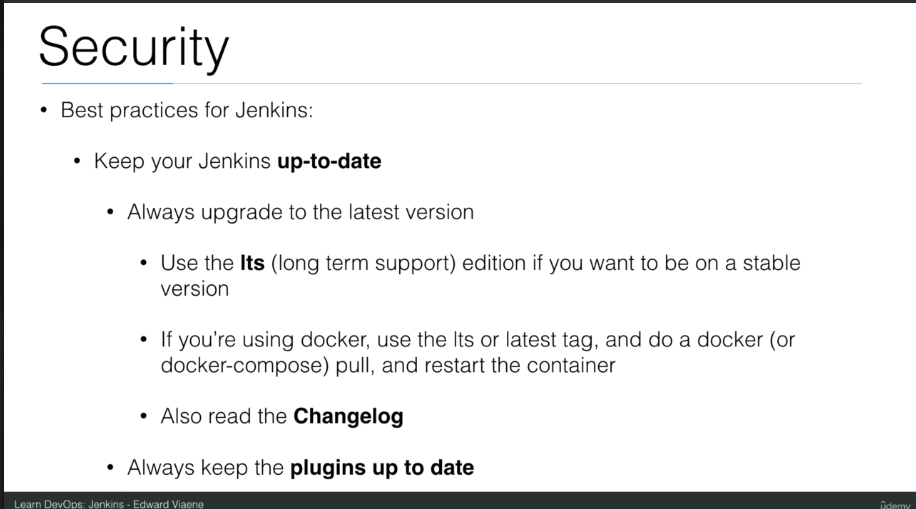 Security
• Best practices for Jenkins:
• Keep your Jenkins up-to-date
• Always upgrade to the latest version
• Use the lts (long term support) edition if you want to be on a stable
version
• If you’re using docker, use the lts or latest tag, and do a docker (or
docker-compose) pull, and restart the container
• Also read the Changelog
• Always keep the plugins up to date
Learn DevOps: Jenkins - Edward Viaene
ûdemy